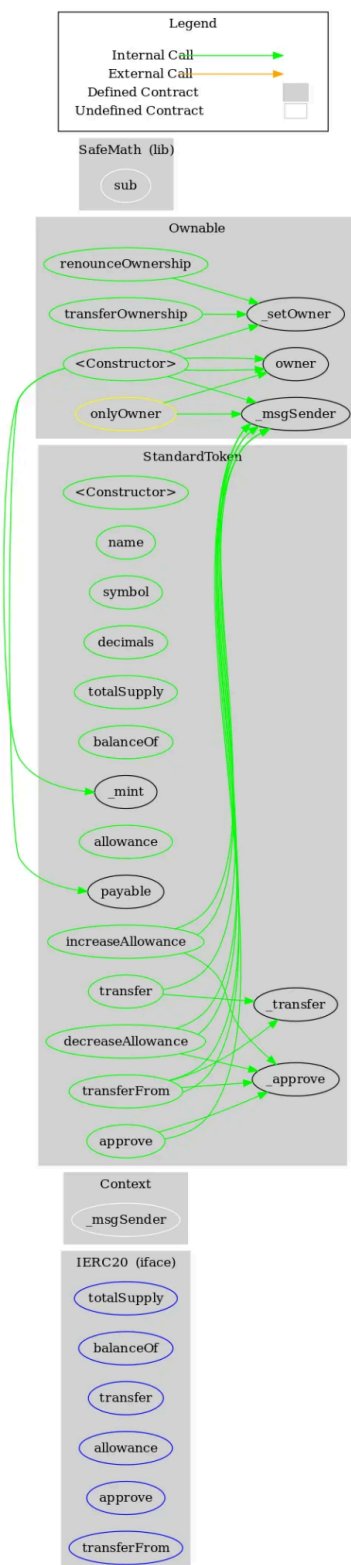 Legend
Internal Call
External Call
Defined Contract
Undefined Contract
SafeMath (lib)
sub
Ownable
renounceOwnership
transferOwnership
_setOwner
<Constructor>
owner
onlyOwner
_msgSender
StandardToken
<Constructor>
name
symbol
decimals
totalSupply
balanceOf
_mint
allowance
payable
increaseAllowance
transfer
_transfer
decreaseAllowance
transferFrom
_approve
approve
Context
_msgSender
IERC20 (iface)
totalSupply
balanceOf
transfer
allowance
approve
transferFrom